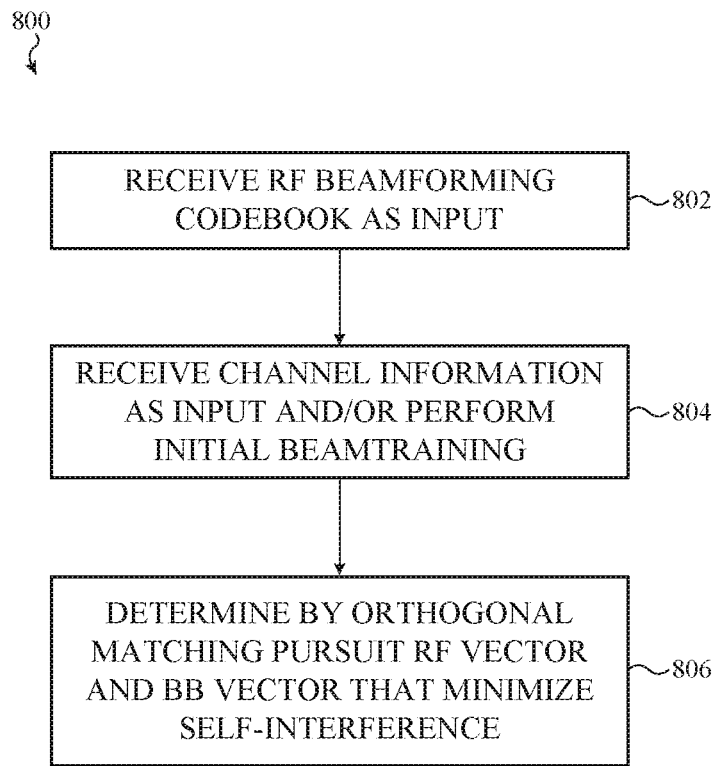 800
RECEIVE RF BEAMFORMING
CODEBOOK AS INPUT
802
RECEIVE CHANNEL INFORMATION
AS INPUT AND/OR PERFORM
INITIAL BEAMTRAINING
804
DETERMINE BY ORTHOGONAL
MATCHING PURSUIT RF VECTOR
AND BB VECTOR THAT MINIMIZE
SELF-INTERFERENCE
806